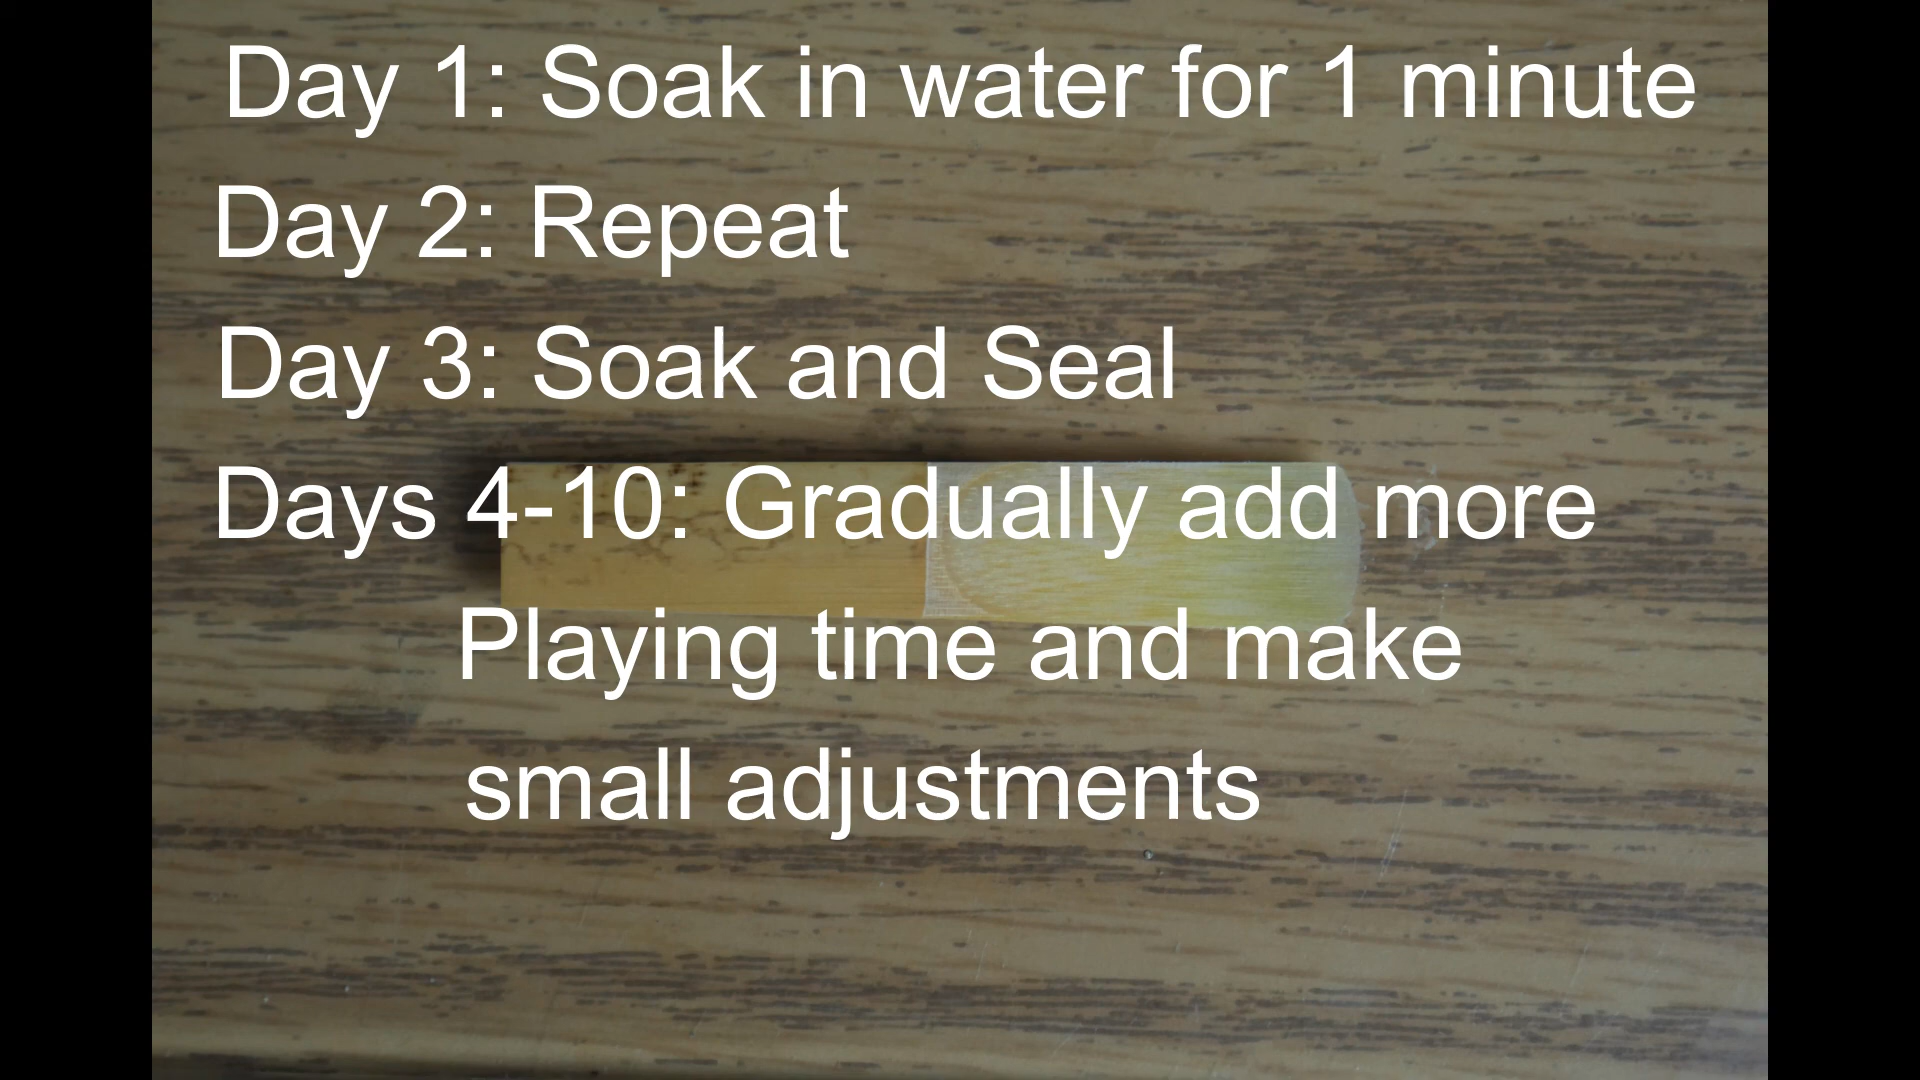 Day 1: Soak in water for 1 minute
Day 2: Repeat
Day 3: Soak and Seal
Days 4-10: Gradually add more
Playing time and make
small adjustments